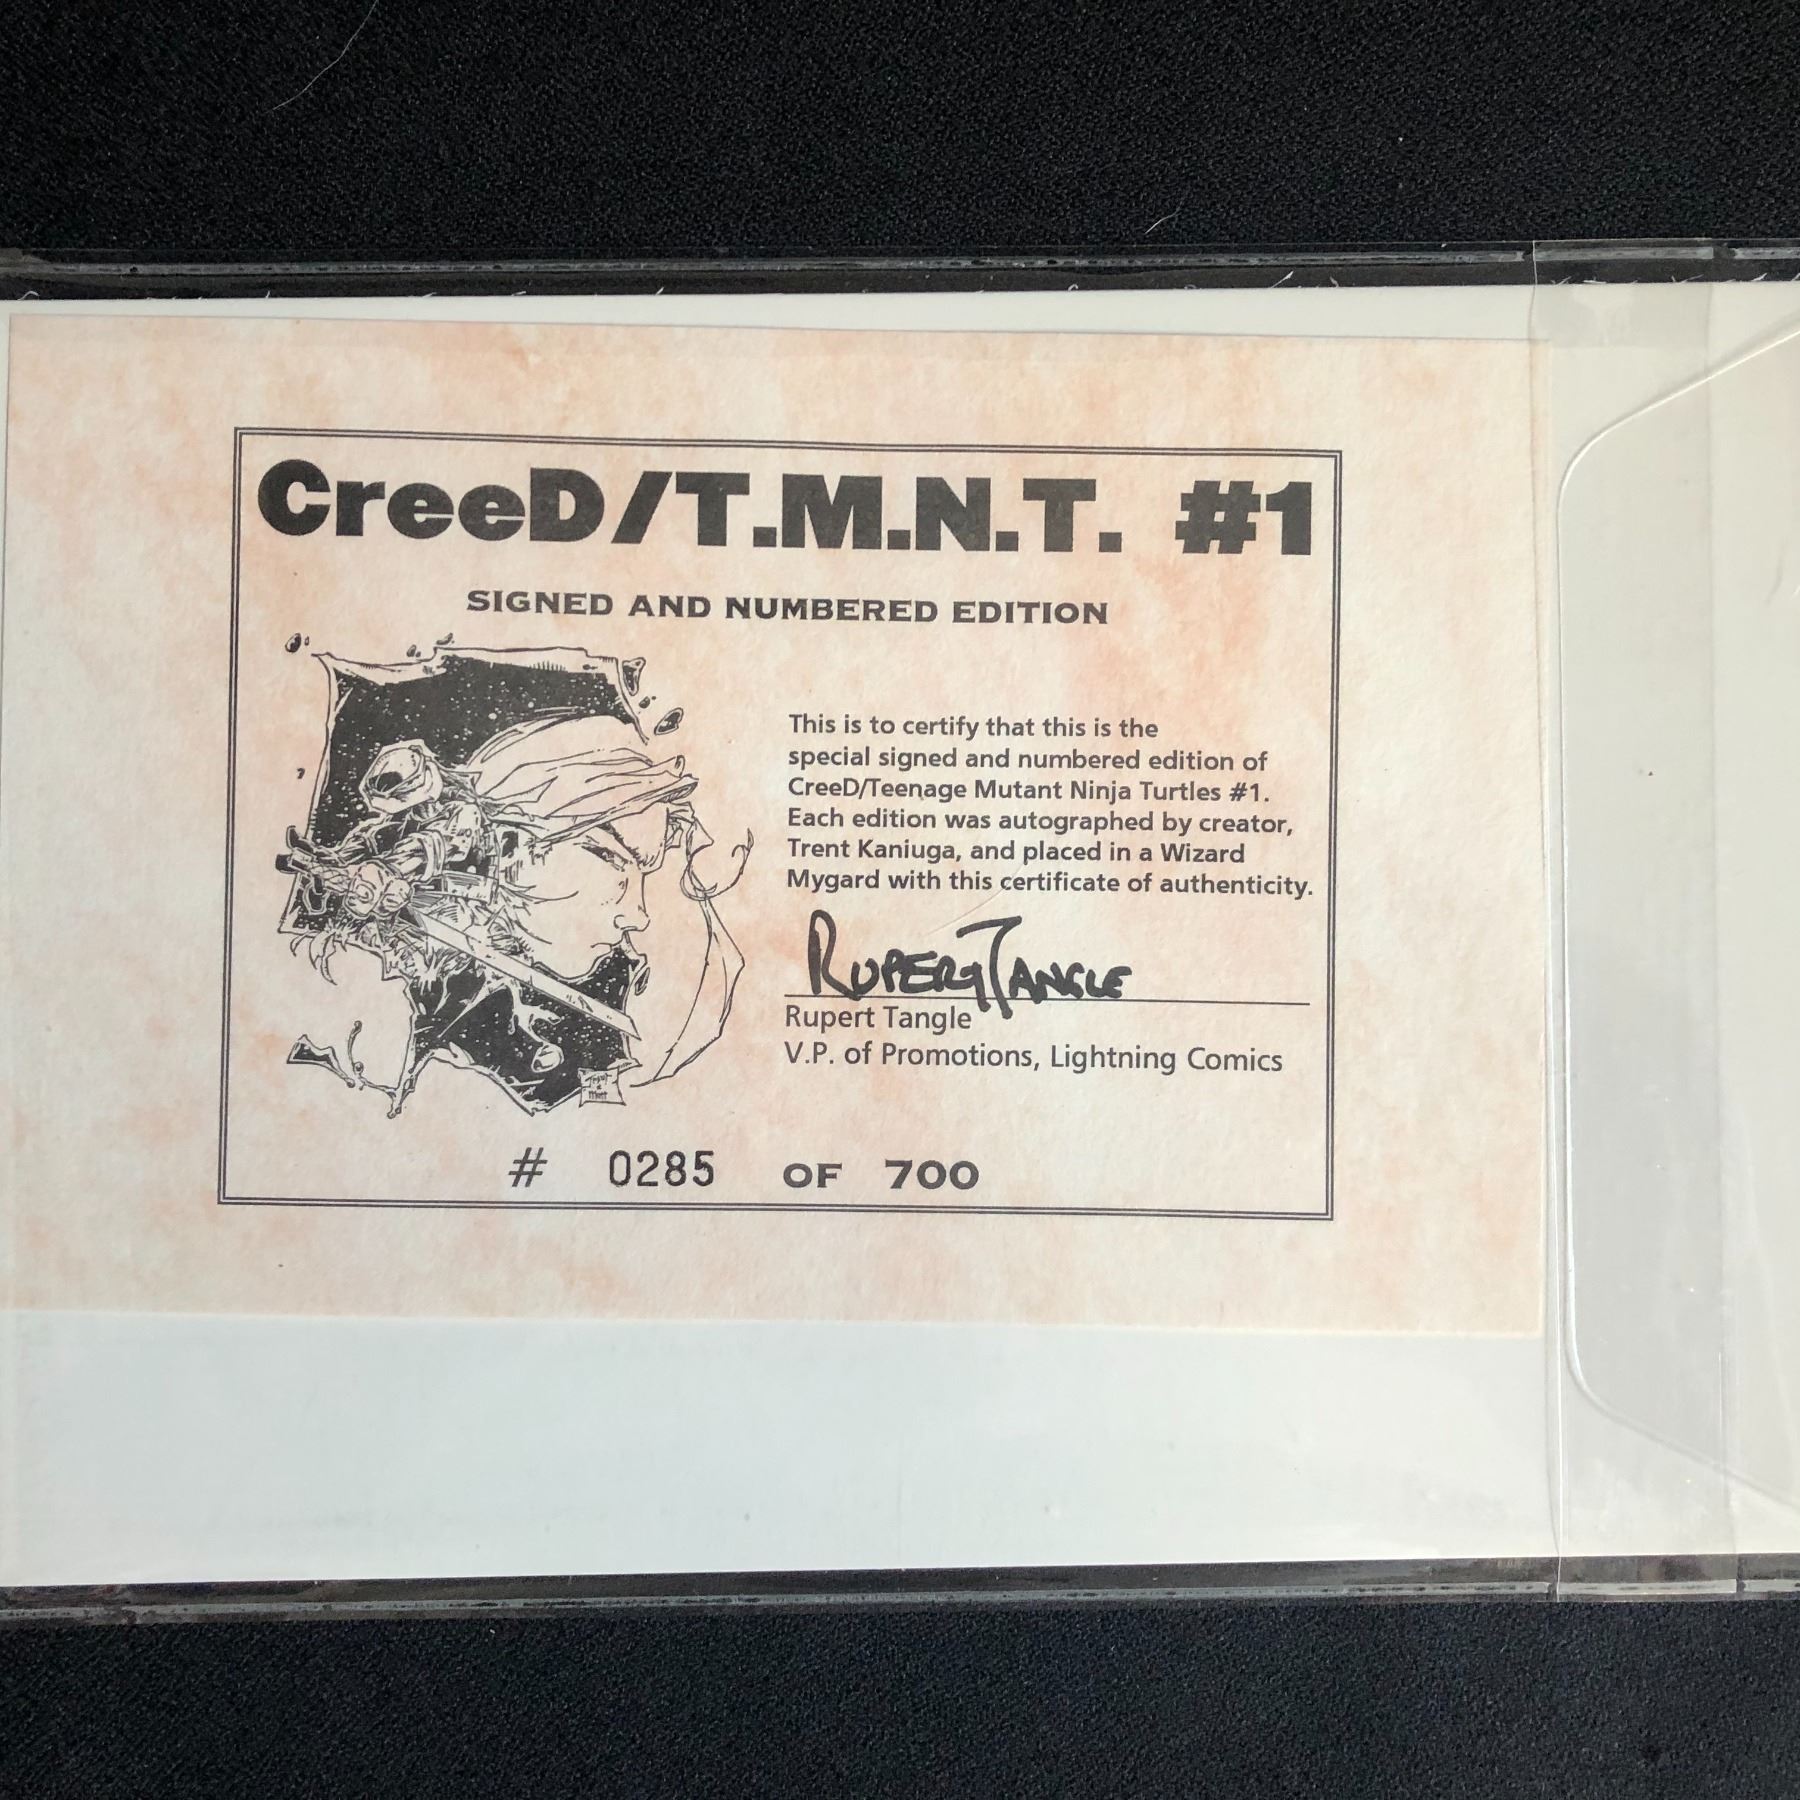 CreeD/T.M.N.T. #1
SIGNED AND NUMBERED EDITION
This is to certify that this is the
special signed and numbered edition of
CreeD/Teenage Mutant Ninja Turtles #1.
Each edition was autographed by creator,
Trent Kaniuga, and placed in a Wizard
Mygard with this certificate of authenticity.
RUPERT TANGLE
Rupert Tangle
V.P. of Promotions, Lightning Comics
# 0285 OF 700